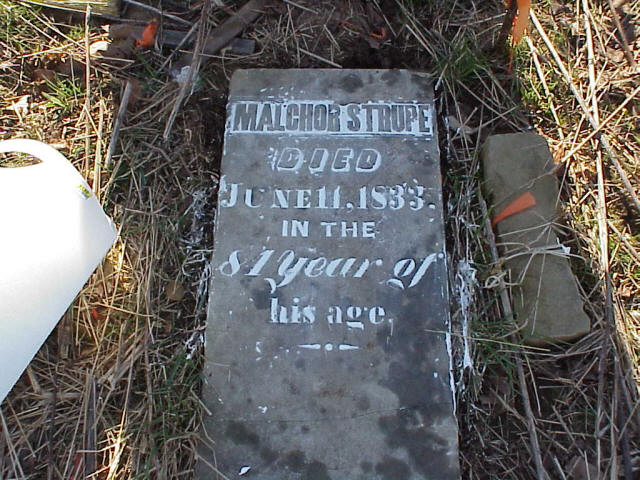 MALCHOR STRUPE
DIED
JUNE 11, 1833.
IN THE
81 Year of
his age.